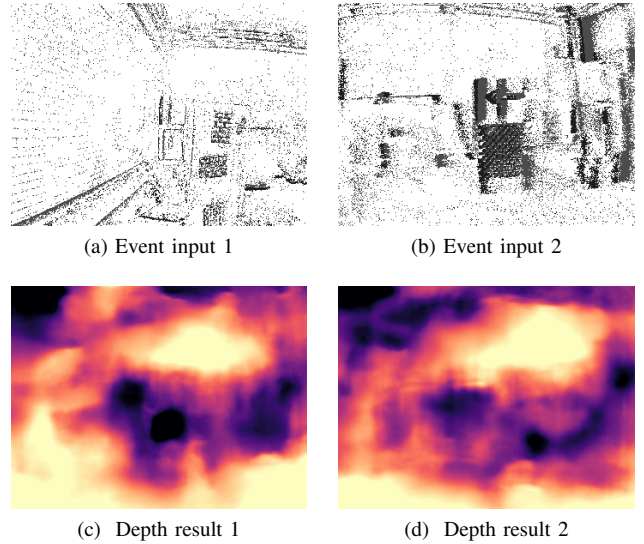 (a) Event input 1
(b) Event input 2
(c) Depth result 1
(d) Depth result 2